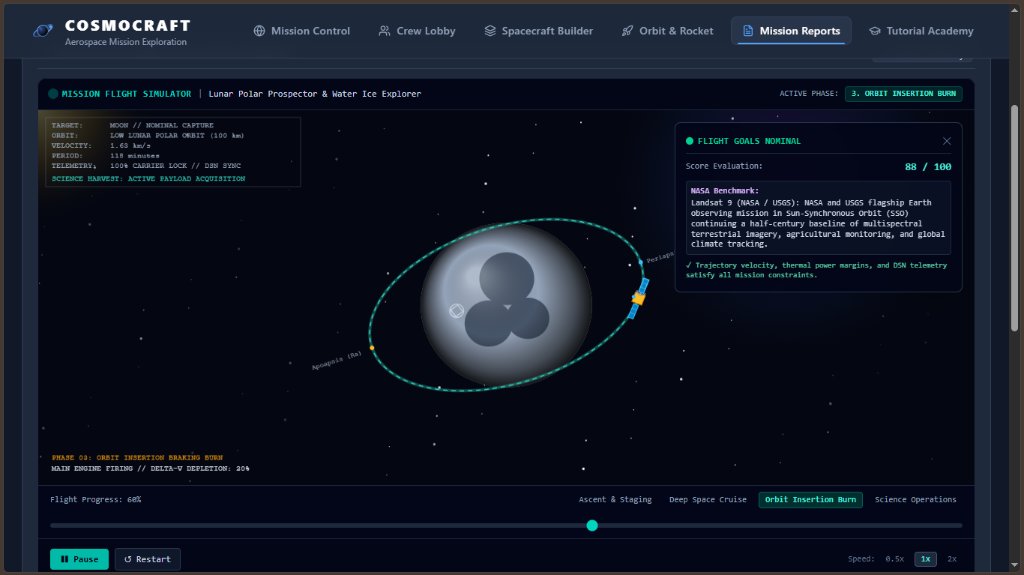 COSMOCRAFT
Aerospace Mission Exploration
Mission Control
Crew Lobby
Spacecraft Builder
Orbit & Rocket
Mission Reports
Tutorial Academy
MISSION FLIGHT SIMULATOR | Lunar Polar Prospector & Water Ice Explorer
ACTIVE PHASE: 3. ORBIT INSERTION BURN
TARGET: MOON // NOMINAL CAPTURE
ORBIT: LOW LUNAR POLAR ORBIT (100 km)
VELOCITY: 1.63 km/s
PERIOD: 118 minutes
TELEMETRY: 100% CARRIER LOCK // DSN SYNC
SCIENCE HARVEST: ACTIVE PAYLOAD ACQUISITION
FLIGHT GOALS NOMINAL
Score Evaluation: 88 / 100
NASA Benchmark:
Landsat 9 (NASA / USGS): NASA and USGS flagship Earth
observing mission in Sun-Synchronous Orbit (SSO)
continuing a half-century baseline of multispectral
terrestrial imagery, agricultural monitoring, and global
climate tracking.
✓ Trajectory velocity, thermal power margins, and DSN telemetry
satisfy all mission constraints.
Apoapsis (Ra)
PHASE 03: ORBIT INSERTION BRAKING BURN
MAIN ENGINE FIRING // DELTA-V DEPLETION: 20%
Flight Progress: 60%
Ascent & Staging
Deep Space Cruise
Orbit Insertion Burn
Science Operations
Pause
↺ Restart
Speed: 0.5x 1x 2x